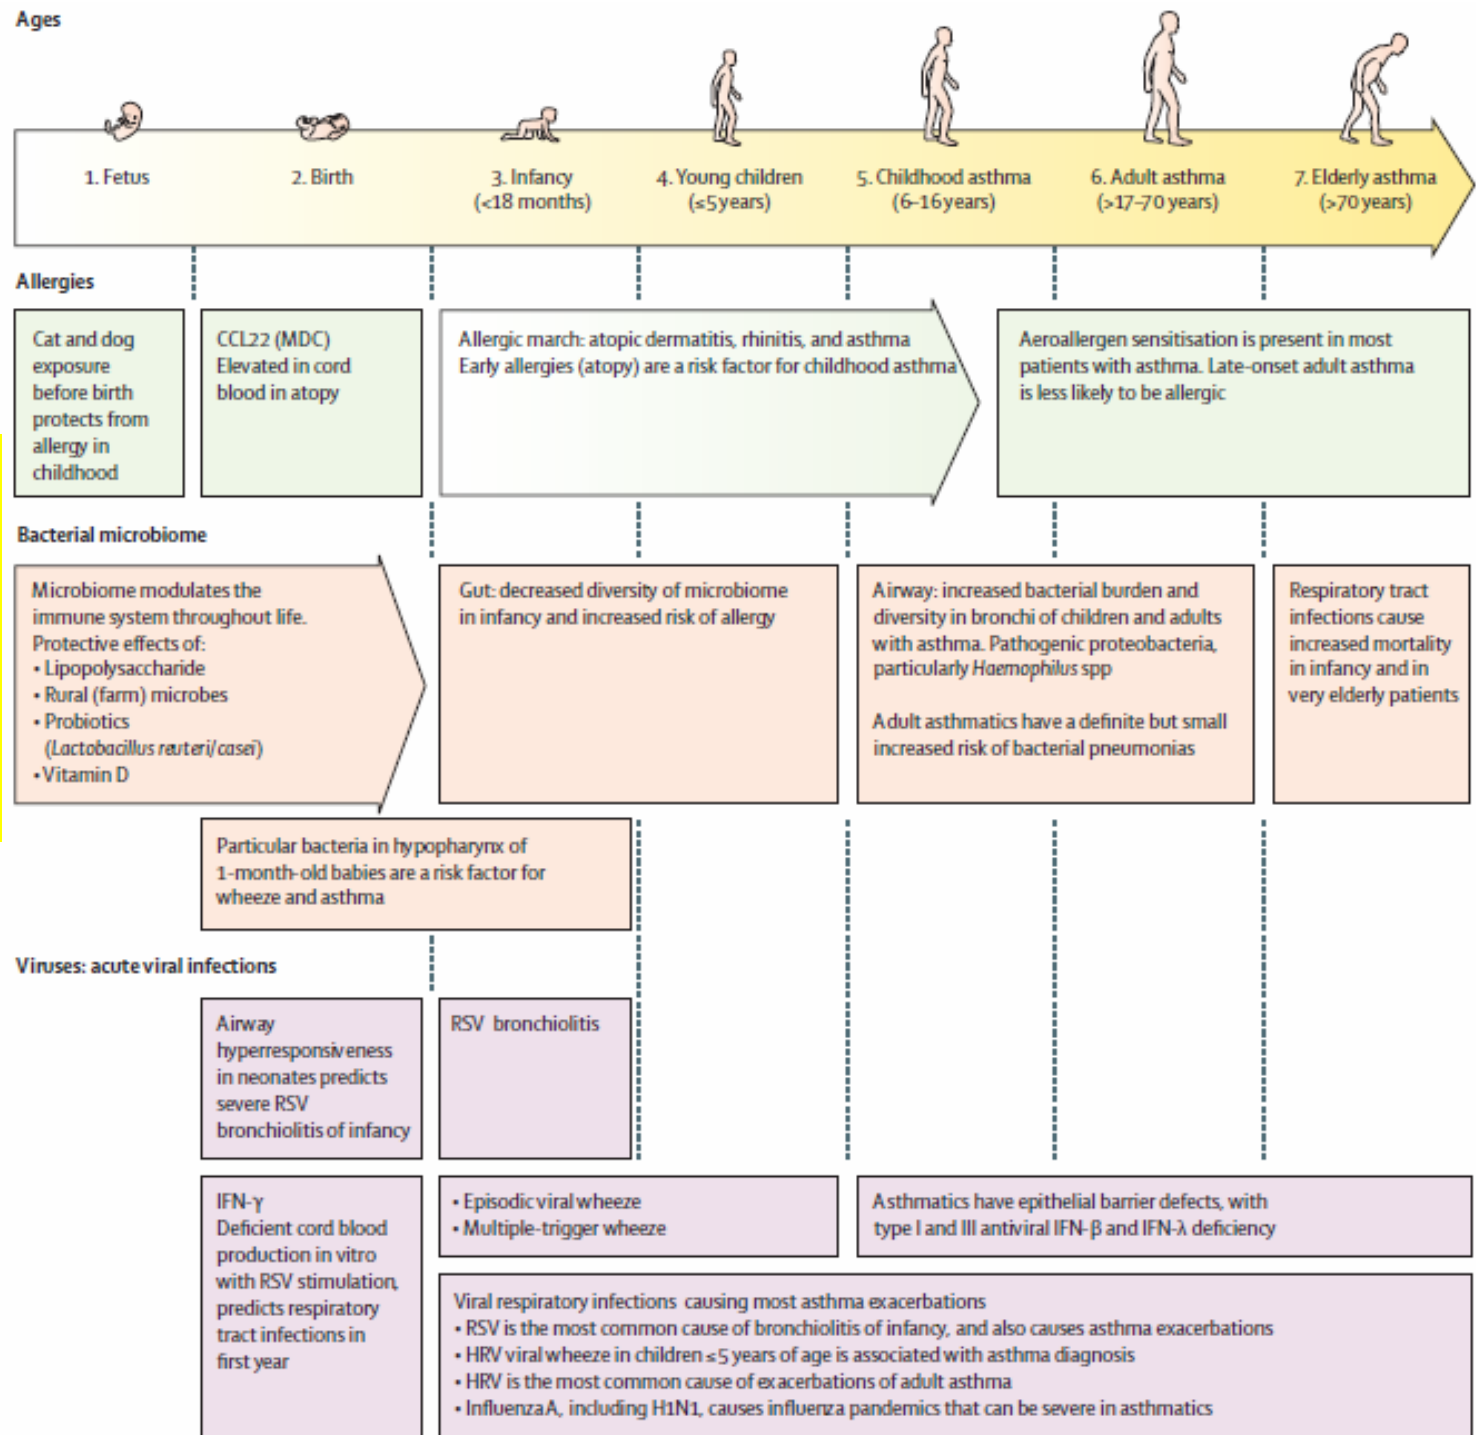 Ages
1. Fetus
2. Birth
3. Infancy
(<18 months)
4. Young children
(≤5 years)
5. Childhood asthma
(6–16 years)
6. Adult asthma
(>17–70 years)
7. Elderly asthma
(>70 years)
Allergies
Cat and dog
exposure
before birth
protects from
allergy in
childhood
CCL22 (MDC)
Elevated in cord
blood in atopy
Allergic march: atopic dermatitis, rhinitis, and asthma
Early allergies (atopy) are a risk factor for childhood asthma
Aeroallergen sensitisation is present in most
patients with asthma. Late-onset adult asthma
is less likely to be allergic
Bacterial microbiome
Microbiome modulates the
immune system throughout life.
Protective effects of:
• Lipopolysaccharide
• Rural (farm) microbes
• Probiotics
(Lactobacillus reuteri/casei)
• Vitamin D
Gut: decreased diversity of microbiome
in infancy and increased risk of allergy
Airway: increased bacterial burden and
diversity in bronchi of children and adults
with asthma. Pathogenic proteobacteria,
particularly Haemophilus spp
Adult asthmatics have a definite but small
increased risk of bacterial pneumonias
Respiratory tract
infections cause
increased mortality
in infancy and in
very elderly patients
Particular bacteria in hypopharynx of
1-month-old babies are a risk factor for
wheeze and asthma
Viruses: acute viral infections
Airway
hyperresponsiveness
in neonates predicts
severe RSV
bronchiolitis of infancy
RSV bronchiolitis
IFN-γ
Deficient cord blood
production in vitro
with RSV stimulation,
predicts respiratory
tract infections in
first year
• Episodic viral wheeze
• Multiple-trigger wheeze
Asthmatics have epithelial barrier defects, with
type I and III antiviral IFN-β and IFN-λ deficiency
Viral respiratory infections causing most asthma exacerbations
• RSV is the most common cause of bronchiolitis of infancy, and also causes asthma exacerbations
• HRV viral wheeze in children ≤5 years of age is associated with asthma diagnosis
• HRV is the most common cause of exacerbations of adult asthma
• Influenza A, including H1N1, causes influenza pandemics that can be severe in asthmatics